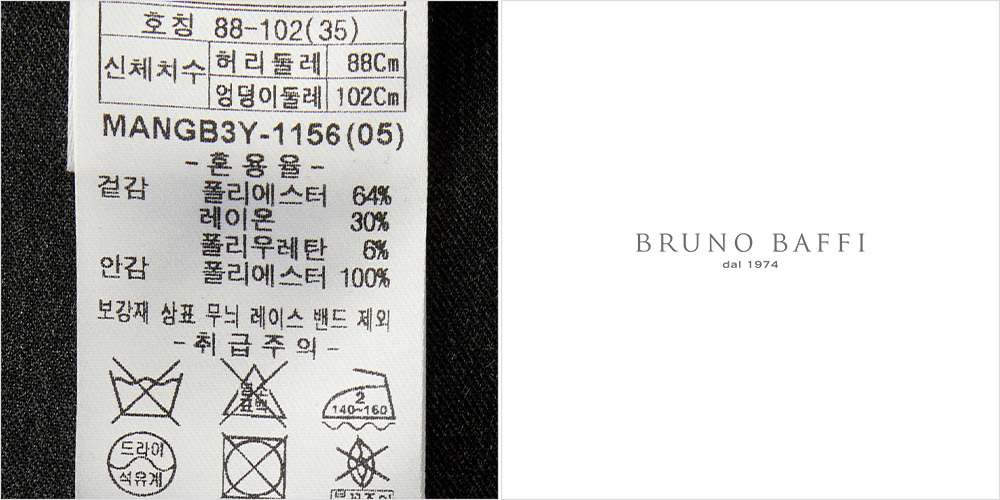 호칭 88-102(35)
신체치수 허리둘레 88Cm
엉덩이둘레 102Cm
MANGB3Y-1156(05)
-혼용율-
겉감 폴리에스터 64%
레이온 30%
폴리우레탄 6%
안감 폴리에스터 100%
보강재 상표 무늬 레이스 밴드 제외
-취급주의-
염소
표백
2
140~160
드라이
석유계
BRUNO BAFFI
dal 1974